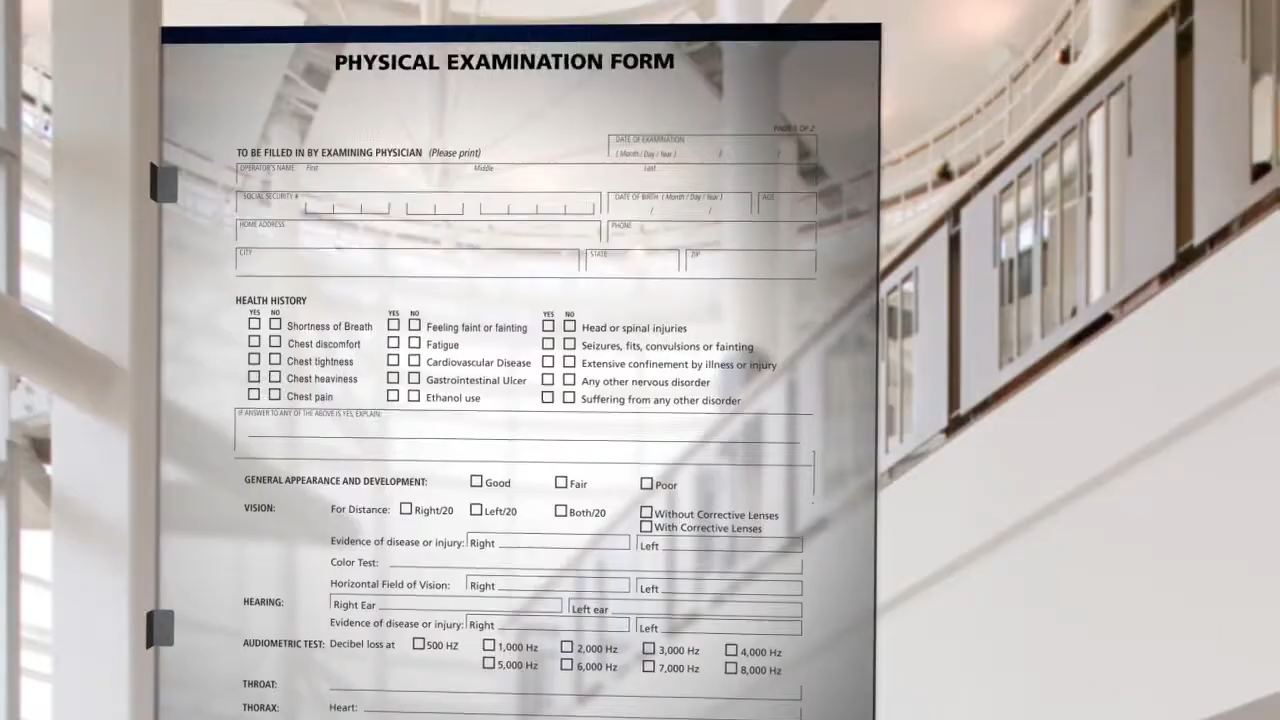 PHYSICAL EXAMINATION FORM
PAGE 1 OF 2
TO BE FILLED IN BY EXAMINING PHYSICIAN (Please print)
DATE OF EXAMINATION
( Month / Day / Year ) / /
OPERATOR'S NAME First Middle Last
SOCIAL SECURITY # DATE OF BIRTH ( Month / Day / Year ) AGE
/ /
HOME ADDRESS PHONE
CITY STATE ZIP
HEALTH HISTORY
YES NO YES NO YES NO
Shortness of Breath Feeling faint or fainting Head or spinal injuries
Chest discomfort Fatigue Seizures, fits, convulsions or fainting
Chest tightness Cardiovascular Disease Extensive confinement by illness or injury
Chest heaviness Gastrointestinal Ulcer Any other nervous disorder
Chest pain Ethanol use Suffering from any other disorder
IF ANSWER TO ANY OF THE ABOVE IS YES, EXPLAIN:
GENERAL APPEARANCE AND DEVELOPMENT: Good Fair Poor
VISION: For Distance: Right/20 Left/20 Both/20 Without Corrective Lenses
With Corrective Lenses
Evidence of disease or injury: Right Left
Color Test:
Horizontal Field of Vision: Right Left
HEARING: Right Ear Left ear
Evidence of disease or injury: Right Left
AUDIOMETRIC TEST: Decibel loss at 500 HZ 1,000 Hz 2,000 Hz 3,000 Hz 4,000 Hz
5,000 Hz 6,000 Hz 7,000 Hz 8,000 Hz
THROAT:
THORAX: Heart: